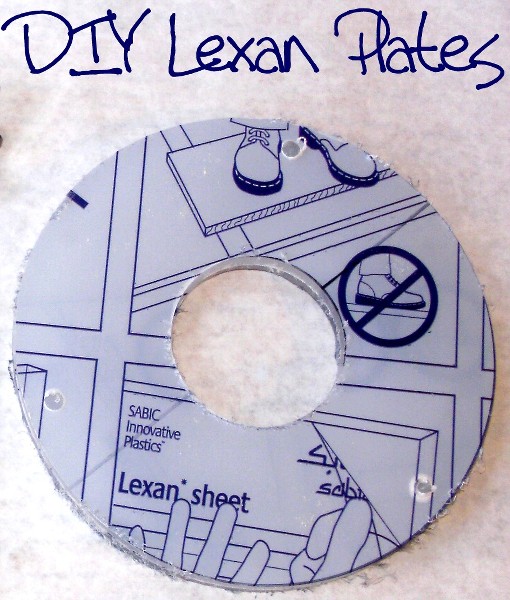 DIY Lexan Plates
SABIC
Innovative
Plastics™
Lexan* sheet